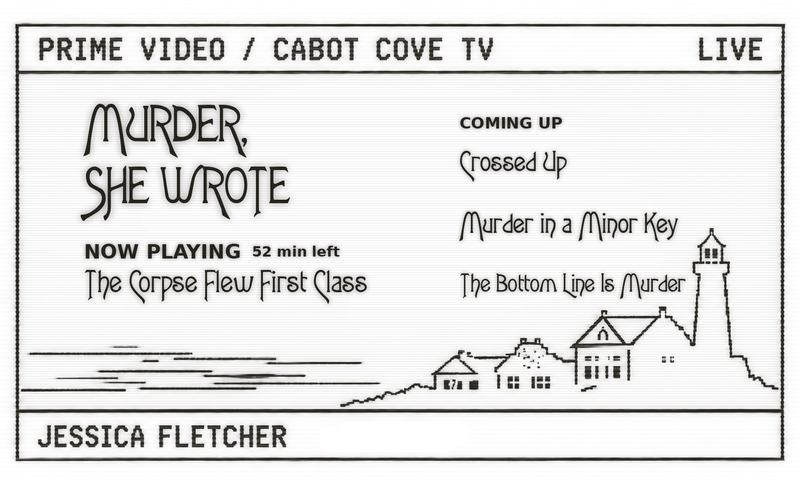 PRIME VIDEO / CABOT COVE TV
LIVE
MURDER,
SHE WROTE
NOW PLAYING 52 min left
The Corpse Flew First Class
COMING UP
Crossed Up
Murder in a Minor Key
The Bottom Line Is Murder
JESSICA FLETCHER